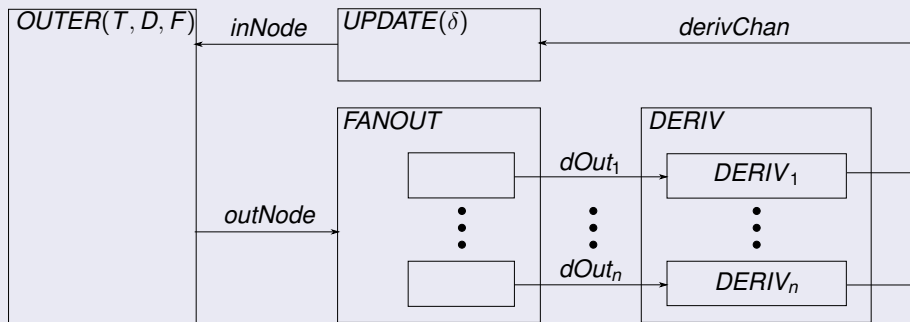 OUTER(T, D, F)
inNode
UPDATE(δ)
derivChan
FANOUT
DERIV
dOut₁
DERIV₁
outNode
dOutₙ
DERIVₙ